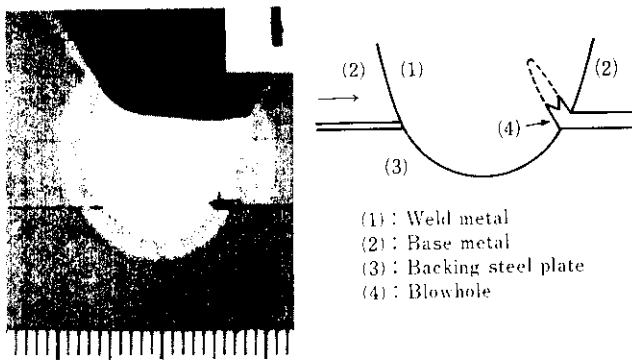 (2) (1) (2)
(4)
(3)
(1): Weld metal
(2): Base metal
(3): Backing steel plate
(4): Blowhole